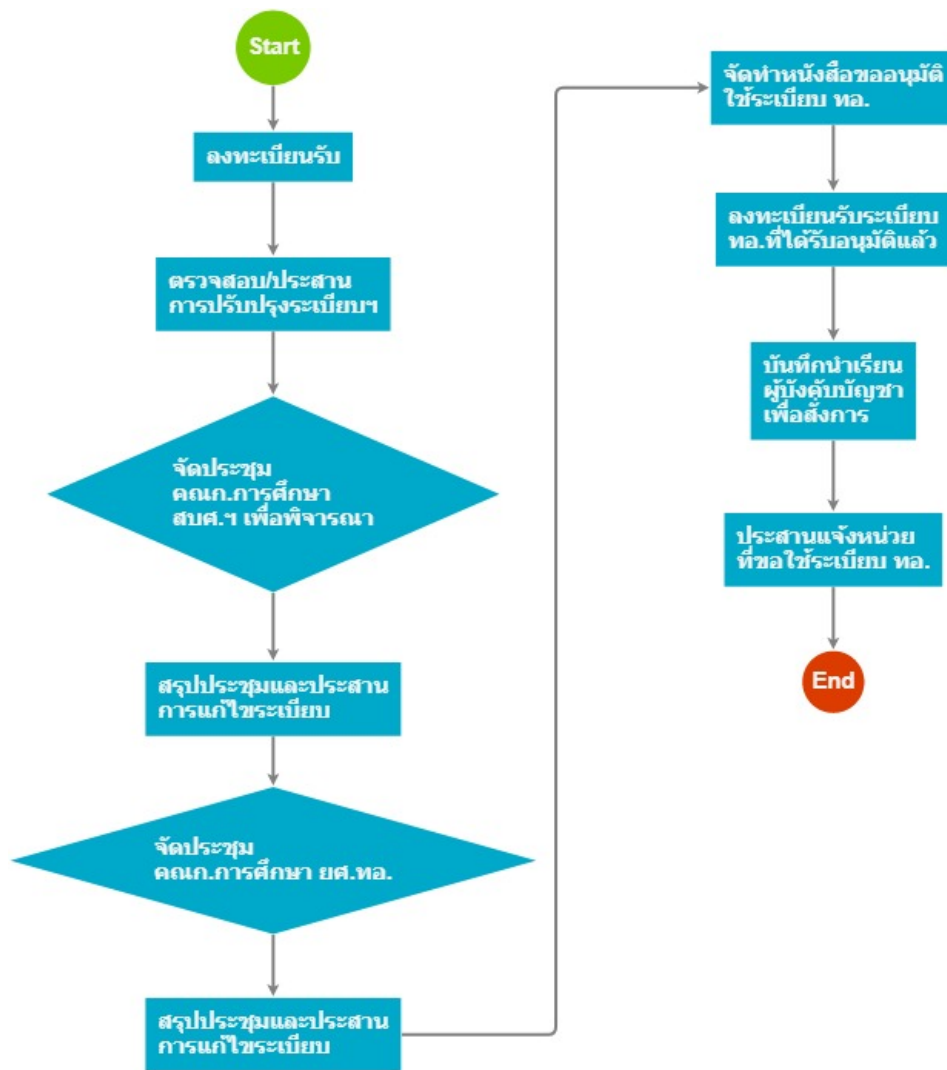 Start
ลงทะเบียนรับ
ตรวจสอบ/ประสาน
การปรับปรุงระเบียบฯ
จัดประชุม
คณก.การศึกษา
สบศ.ฯ เพื่อพิจารณา
สรุปประชุมและประสาน
การแก้ไขระเบียบ
จัดประชุม
คณก.การศึกษา ยศ.ทอ.
สรุปประชุมและประสาน
การแก้ไขระเบียบ
จัดทำหนังสือขออนุมัติ
ใช้ระเบียบ ทอ.
ลงทะเบียนรับระเบียบ
ทอ.ที่ได้รับอนุมัติแล้ว
บันทึกนำเรียน
ผู้บังคับบัญชา
เพื่อสั่งการ
ประสานแจ้งหน่วย
ที่ขอใช้ระเบียบ ทอ.
End